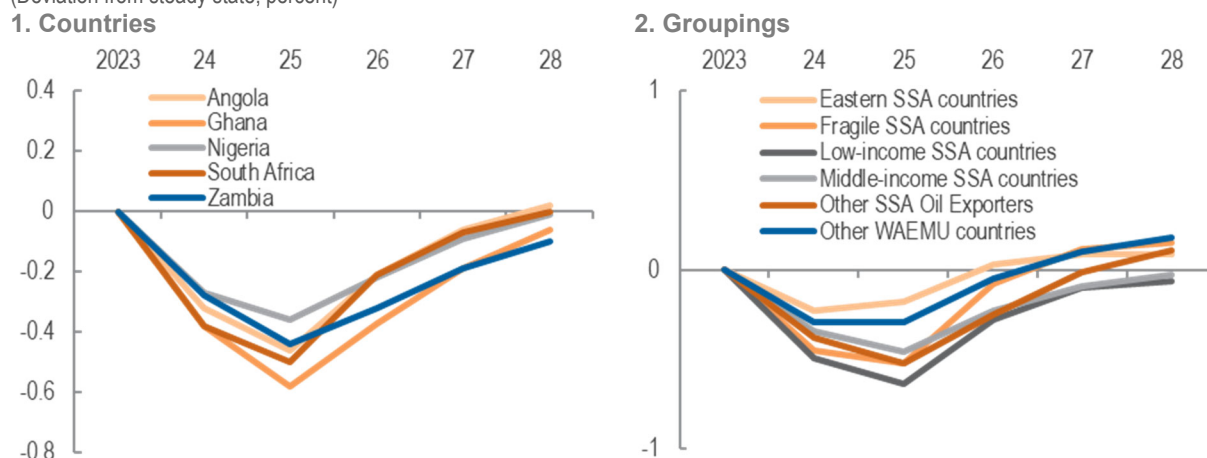 (Deviation from steady state, percent)
1. Countries
2023 24 25 26 27 28
0.4
0.2
0
-0.2
-0.4
-0.6
-0.8
Angola
Ghana
Nigeria
South Africa
Zambia
2. Groupings
2023 24 25 26 27 28
1
0
-1
Eastern SSA countries
Fragile SSA countries
Low-income SSA countries
Middle-income SSA countries
Other SSA Oil Exporters
Other WAEMU countries